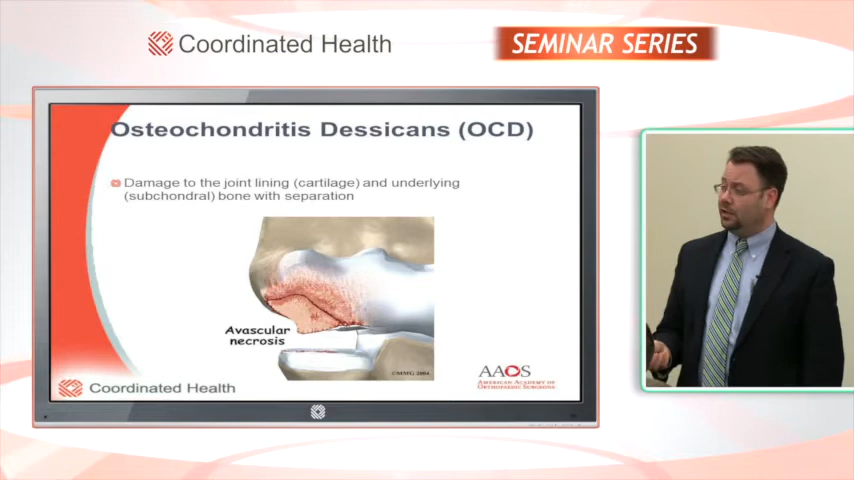 Coordinated Health
SEMINAR SERIES
Osteochondritis Dessicans (OCD)
Damage to the joint lining (cartilage) and underlying
(subchondral) bone with separation
Avascular
necrosis
©MMG 2004
AAOS
AMERICAN ACADEMY OF
ORTHOPAEDIC SURGEONS
Coordinated Health